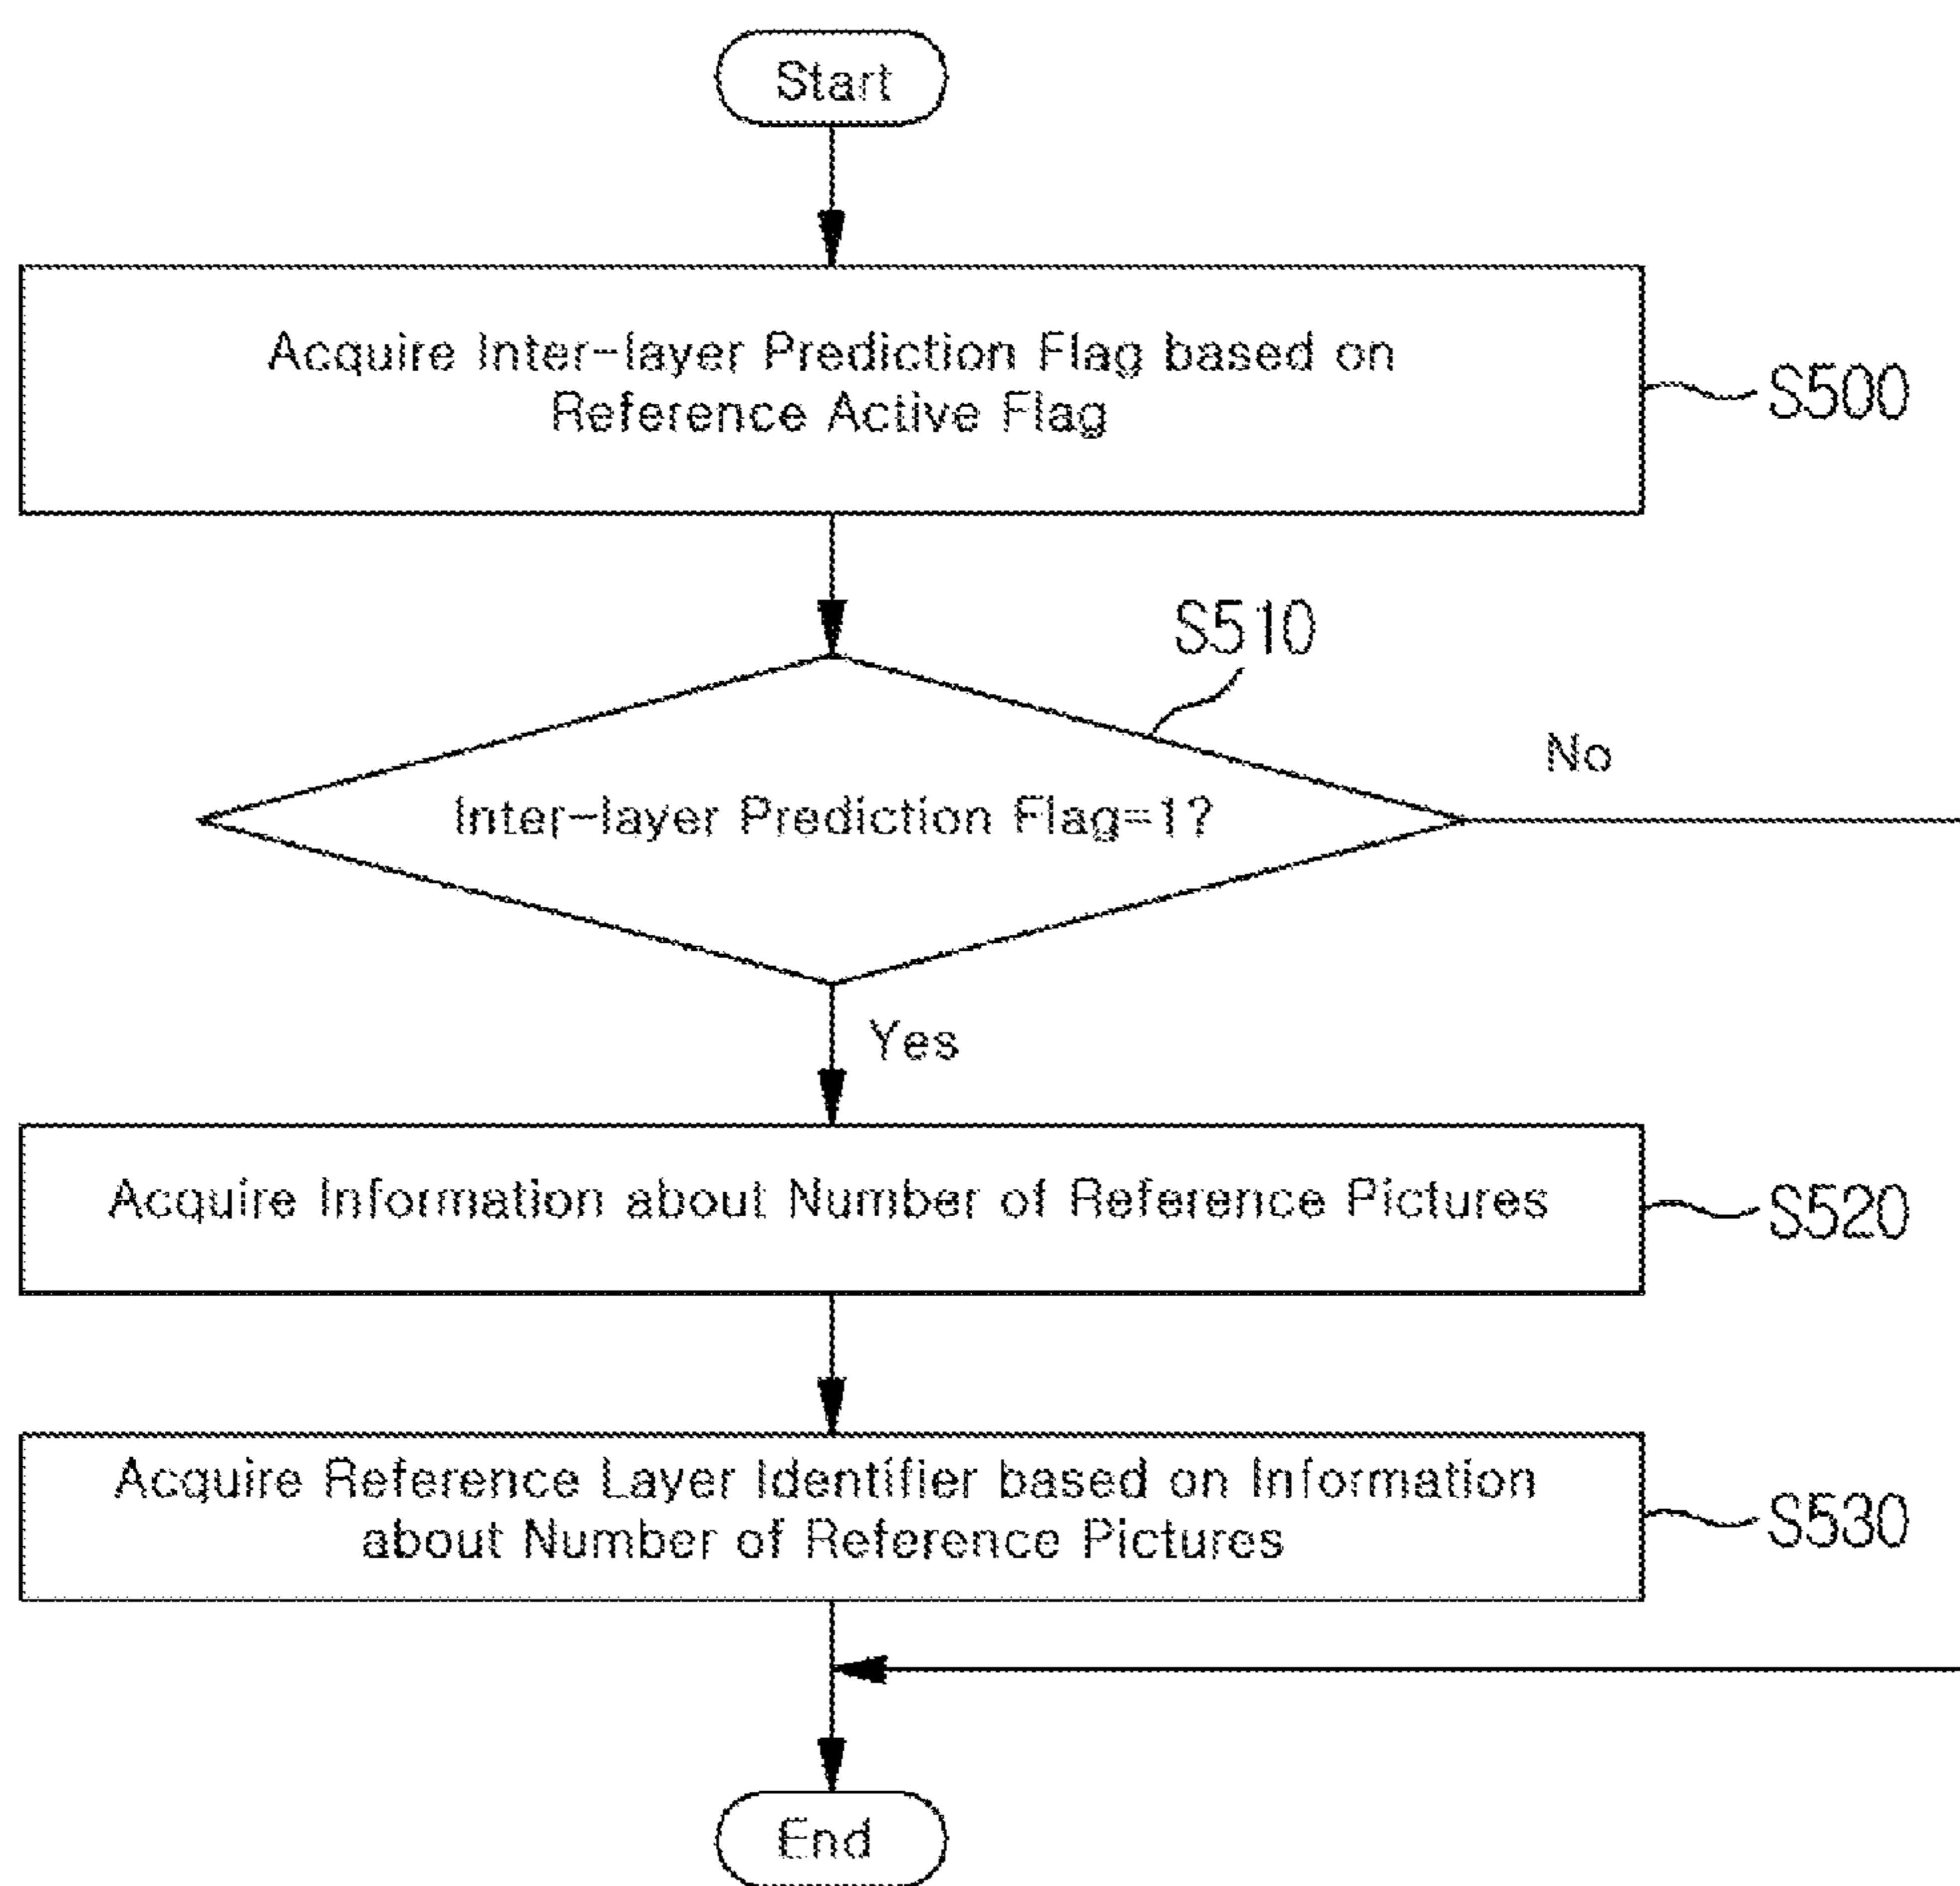 Start
Acquire Inter-layer Prediction Flag based on
Reference Active Flag
S500
S510
No
Inter-layer Prediction Flag=1?
Yes
Acquire Information about Number of Reference Pictures
S520
Acquire Reference Layer Identifier based on Information
about Number of Reference Pictures
S530
End